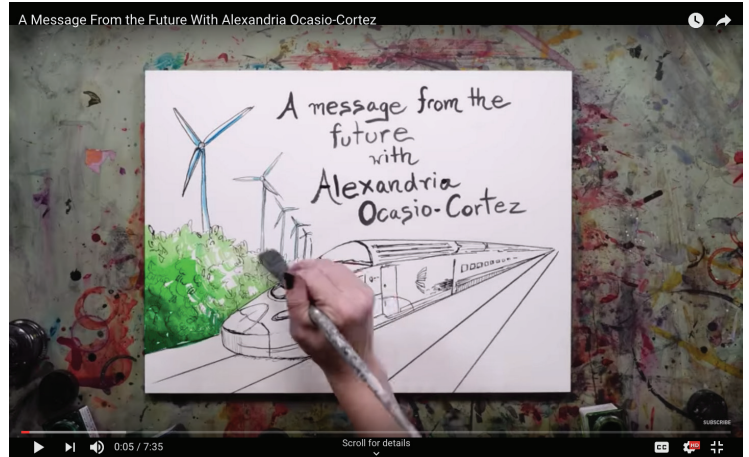 A Message From the Future With Alexandria Ocasio-Cortez
A message from the
future
with
Alexandria
Ocasio-Cortez
SUBSCRIBE
0:05 / 7:35
Scroll for details
CC
HD